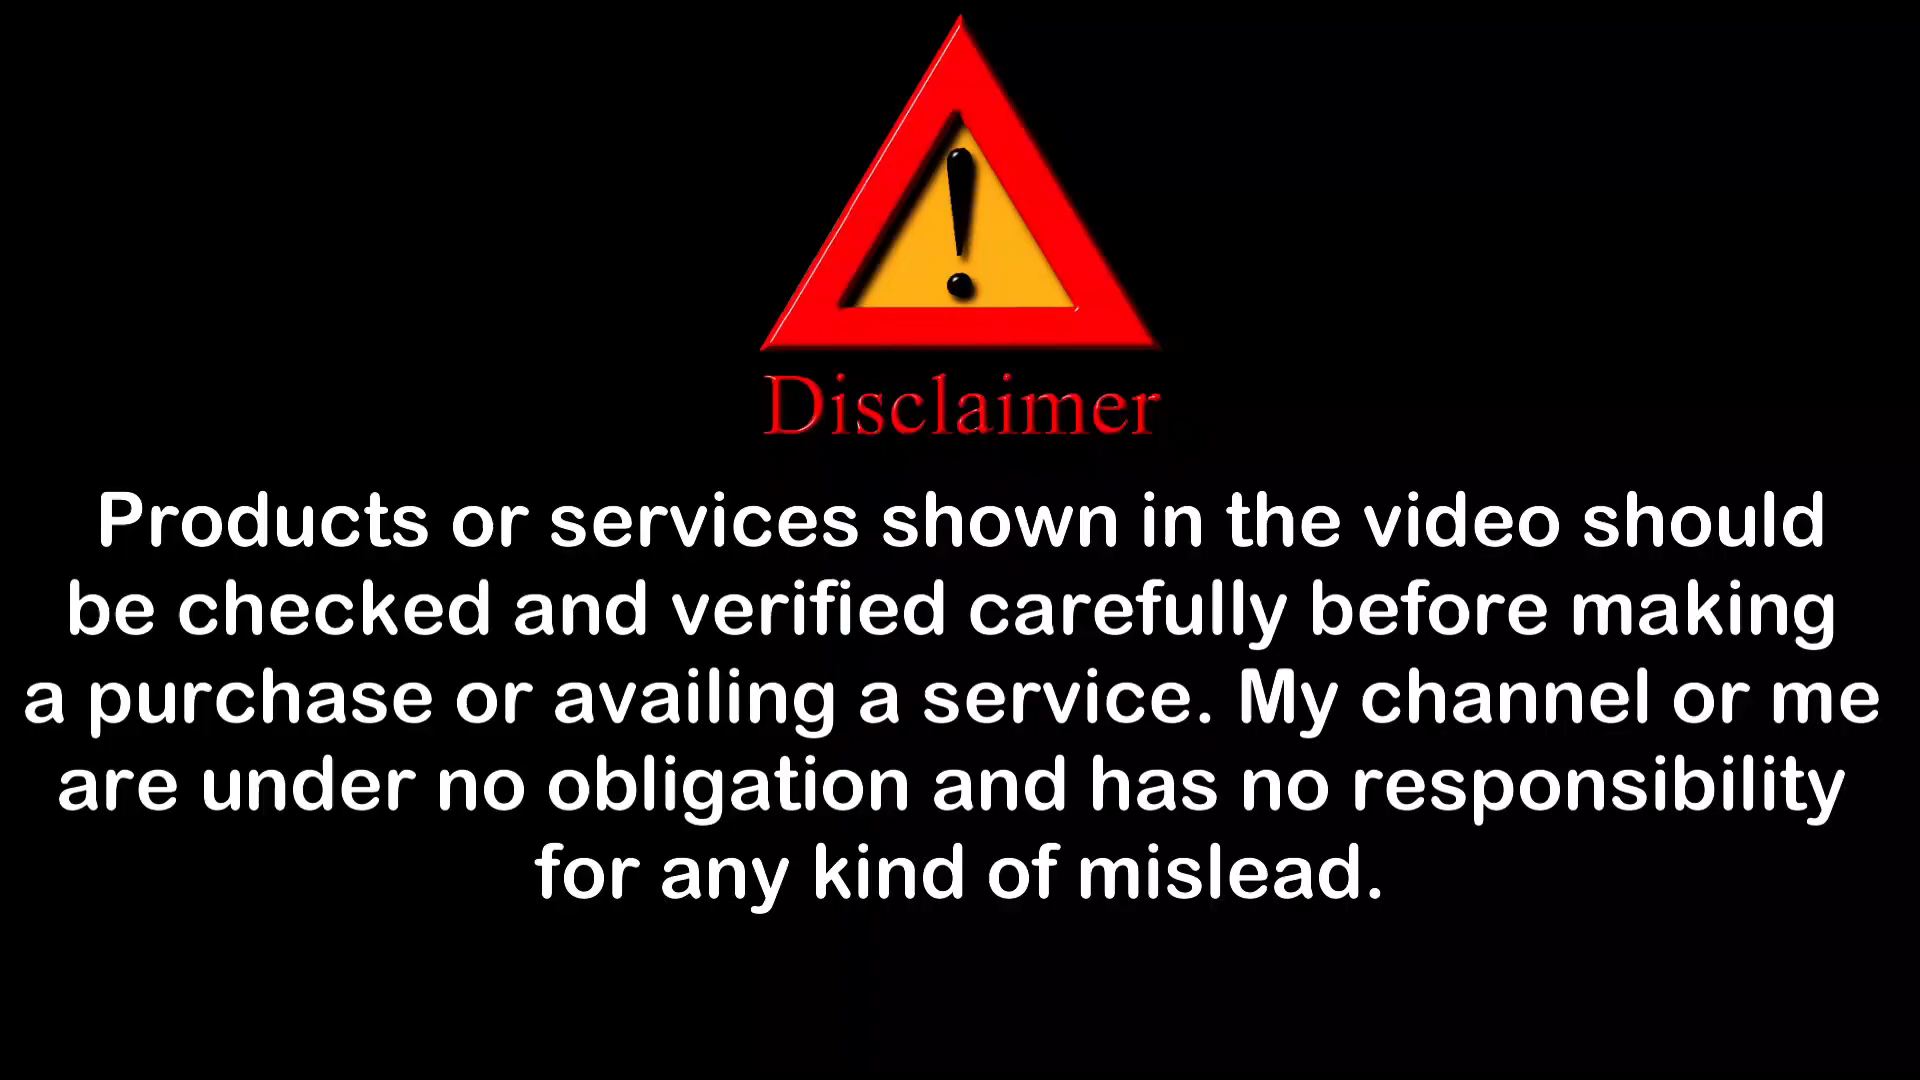 Disclaimer
Products or services shown in the video should
be checked and verified carefully before making
a purchase or availing a service. My channel or me
are under no obligation and has no responsibility
for any kind of mislead.